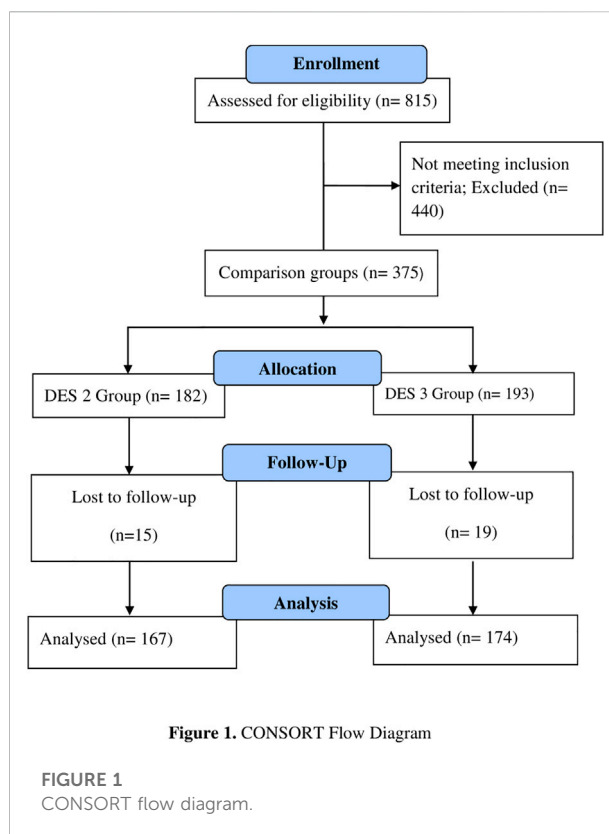 Enrollment
Assessed for eligibility (n= 815)
Not meeting inclusion
criteria; Excluded (n=
440)
Comparison groups (n= 375)
Allocation
DES 2 Group (n= 182)
DES 3 Group (n= 193)
Follow-Up
Lost to follow-up
(n=15)
Lost to follow-up
(n= 19)
Analysis
Analysed (n= 167)
Analysed (n= 174)
Figure 1. CONSORT Flow Diagram
FIGURE 1
CONSORT flow diagram.